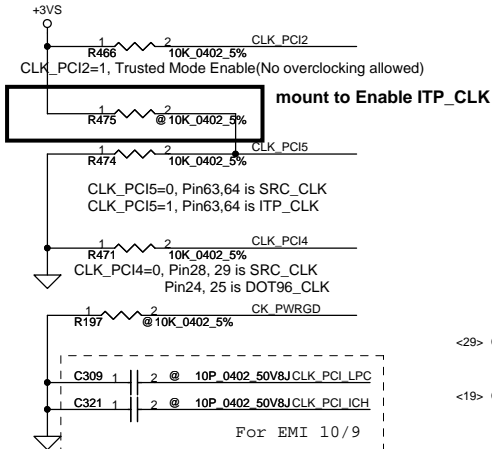 +3VS
1 2 CLK_PCI2
R466 10K_0402_5%
CLK_PCI2=1, Trusted Mode Enable(No overclocking allowed)
mount to Enable ITP_CLK
1 2
R475 @ 10K_0402_5%
1 2 CLK_PCI5
R474 10K_0402_5%
CLK_PCI5=0, Pin63,64 is SRC_CLK
CLK_PCI5=1, Pin63,64 is ITP_CLK
1 2 CLK_PCI4
R471 10K_0402_5%
CLK_PCI4=0, Pin28, 29 is SRC_CLK
Pin24, 25 is DOT96_CLK
1 2 CK_PWRGD
R197 @ 10K_0402_5%
<29>
C309 1 2 @ 10P_0402_50V8J CLK_PCI_LPC
<19>
C321 1 2 @ 10P_0402_50V8J CLK_PCI_ICH
For EMI 10/9